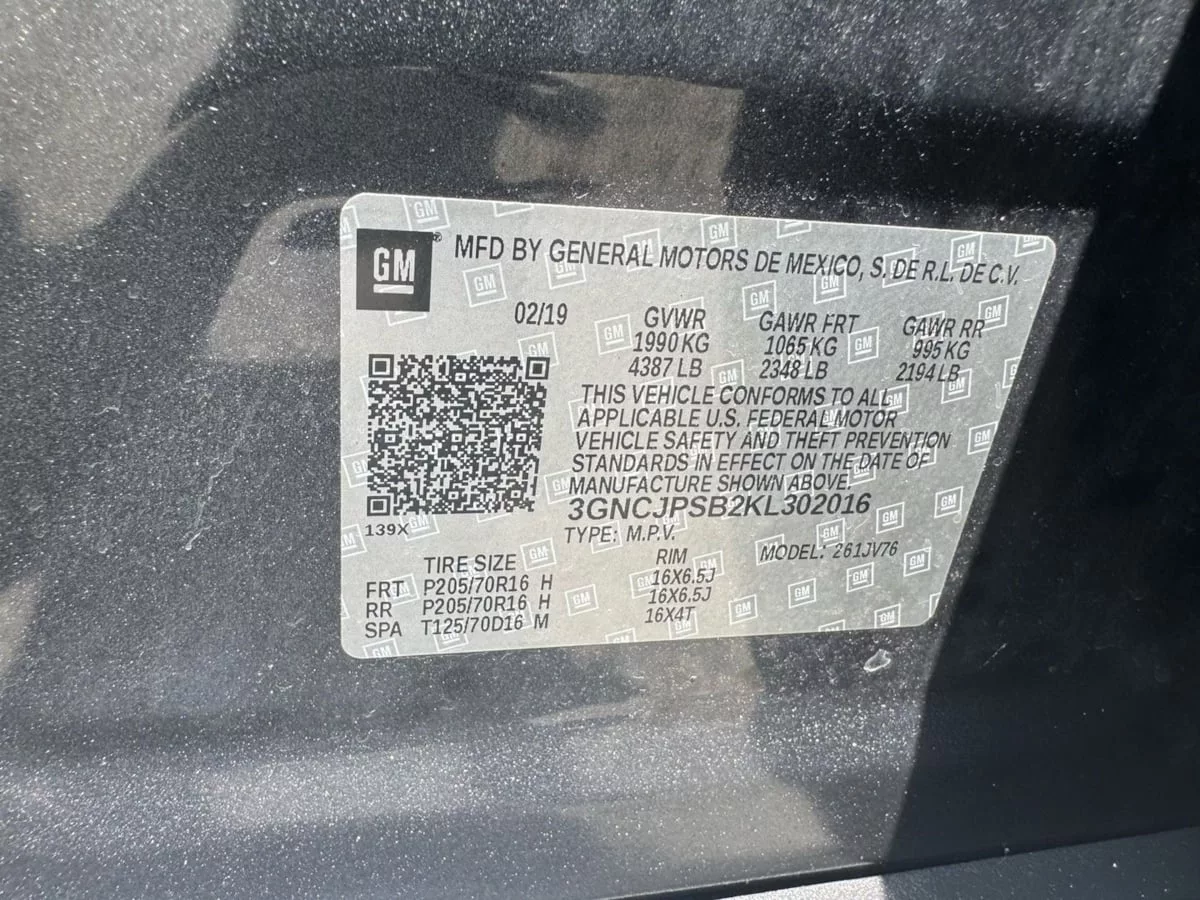 GM ® MFD BY GENERAL MOTORS DE MEXICO, S. DE R.L. DE C.V.
02/19 GVWR GAWR FRT GAWR RR
1990 KG 1065 KG 995 KG
4387 LB 2348 LB 2194 LB
THIS VEHICLE CONFORMS TO ALL
APPLICABLE U.S. FEDERAL MOTOR
VEHICLE SAFETY AND THEFT PREVENTION
STANDARDS IN EFFECT ON THE DATE OF
MANUFACTURE SHOWN ABOVE.
3GNCJPSB2KL302016
139X TYPE: M.P.V. MODEL: 261JV76
TIRE SIZE RIM
FRT P205/70R16 H 16X6.5J
RR P205/70R16 H 16X6.5J
SPA T125/70D16 M 16X4T